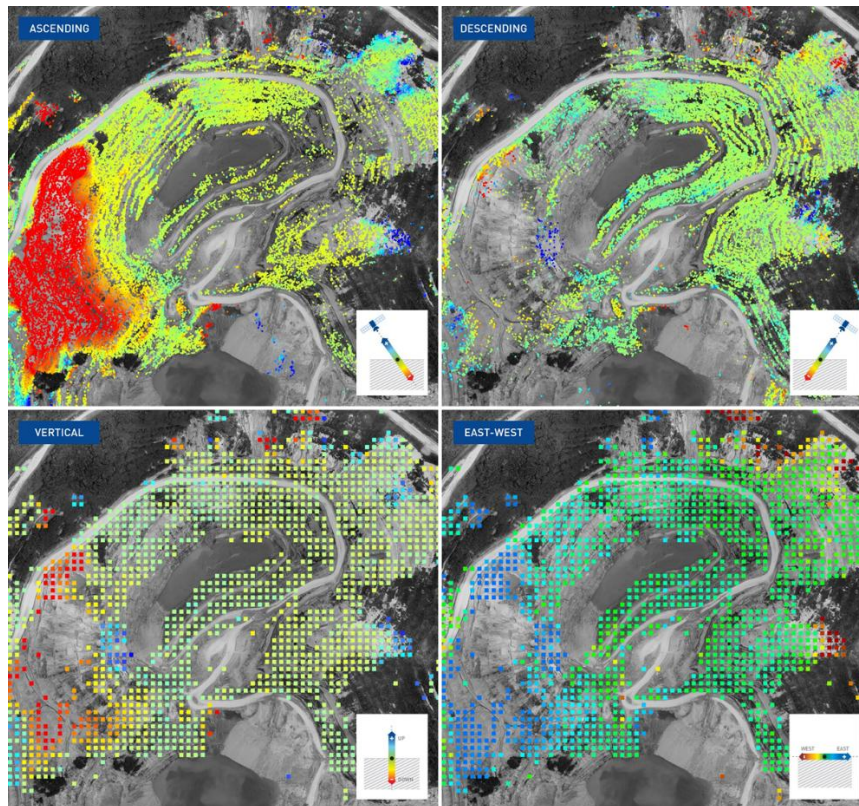 ASCENDING
DESCENDING
VERTICAL
UP
DOWN
EAST-WEST
WEST EAST